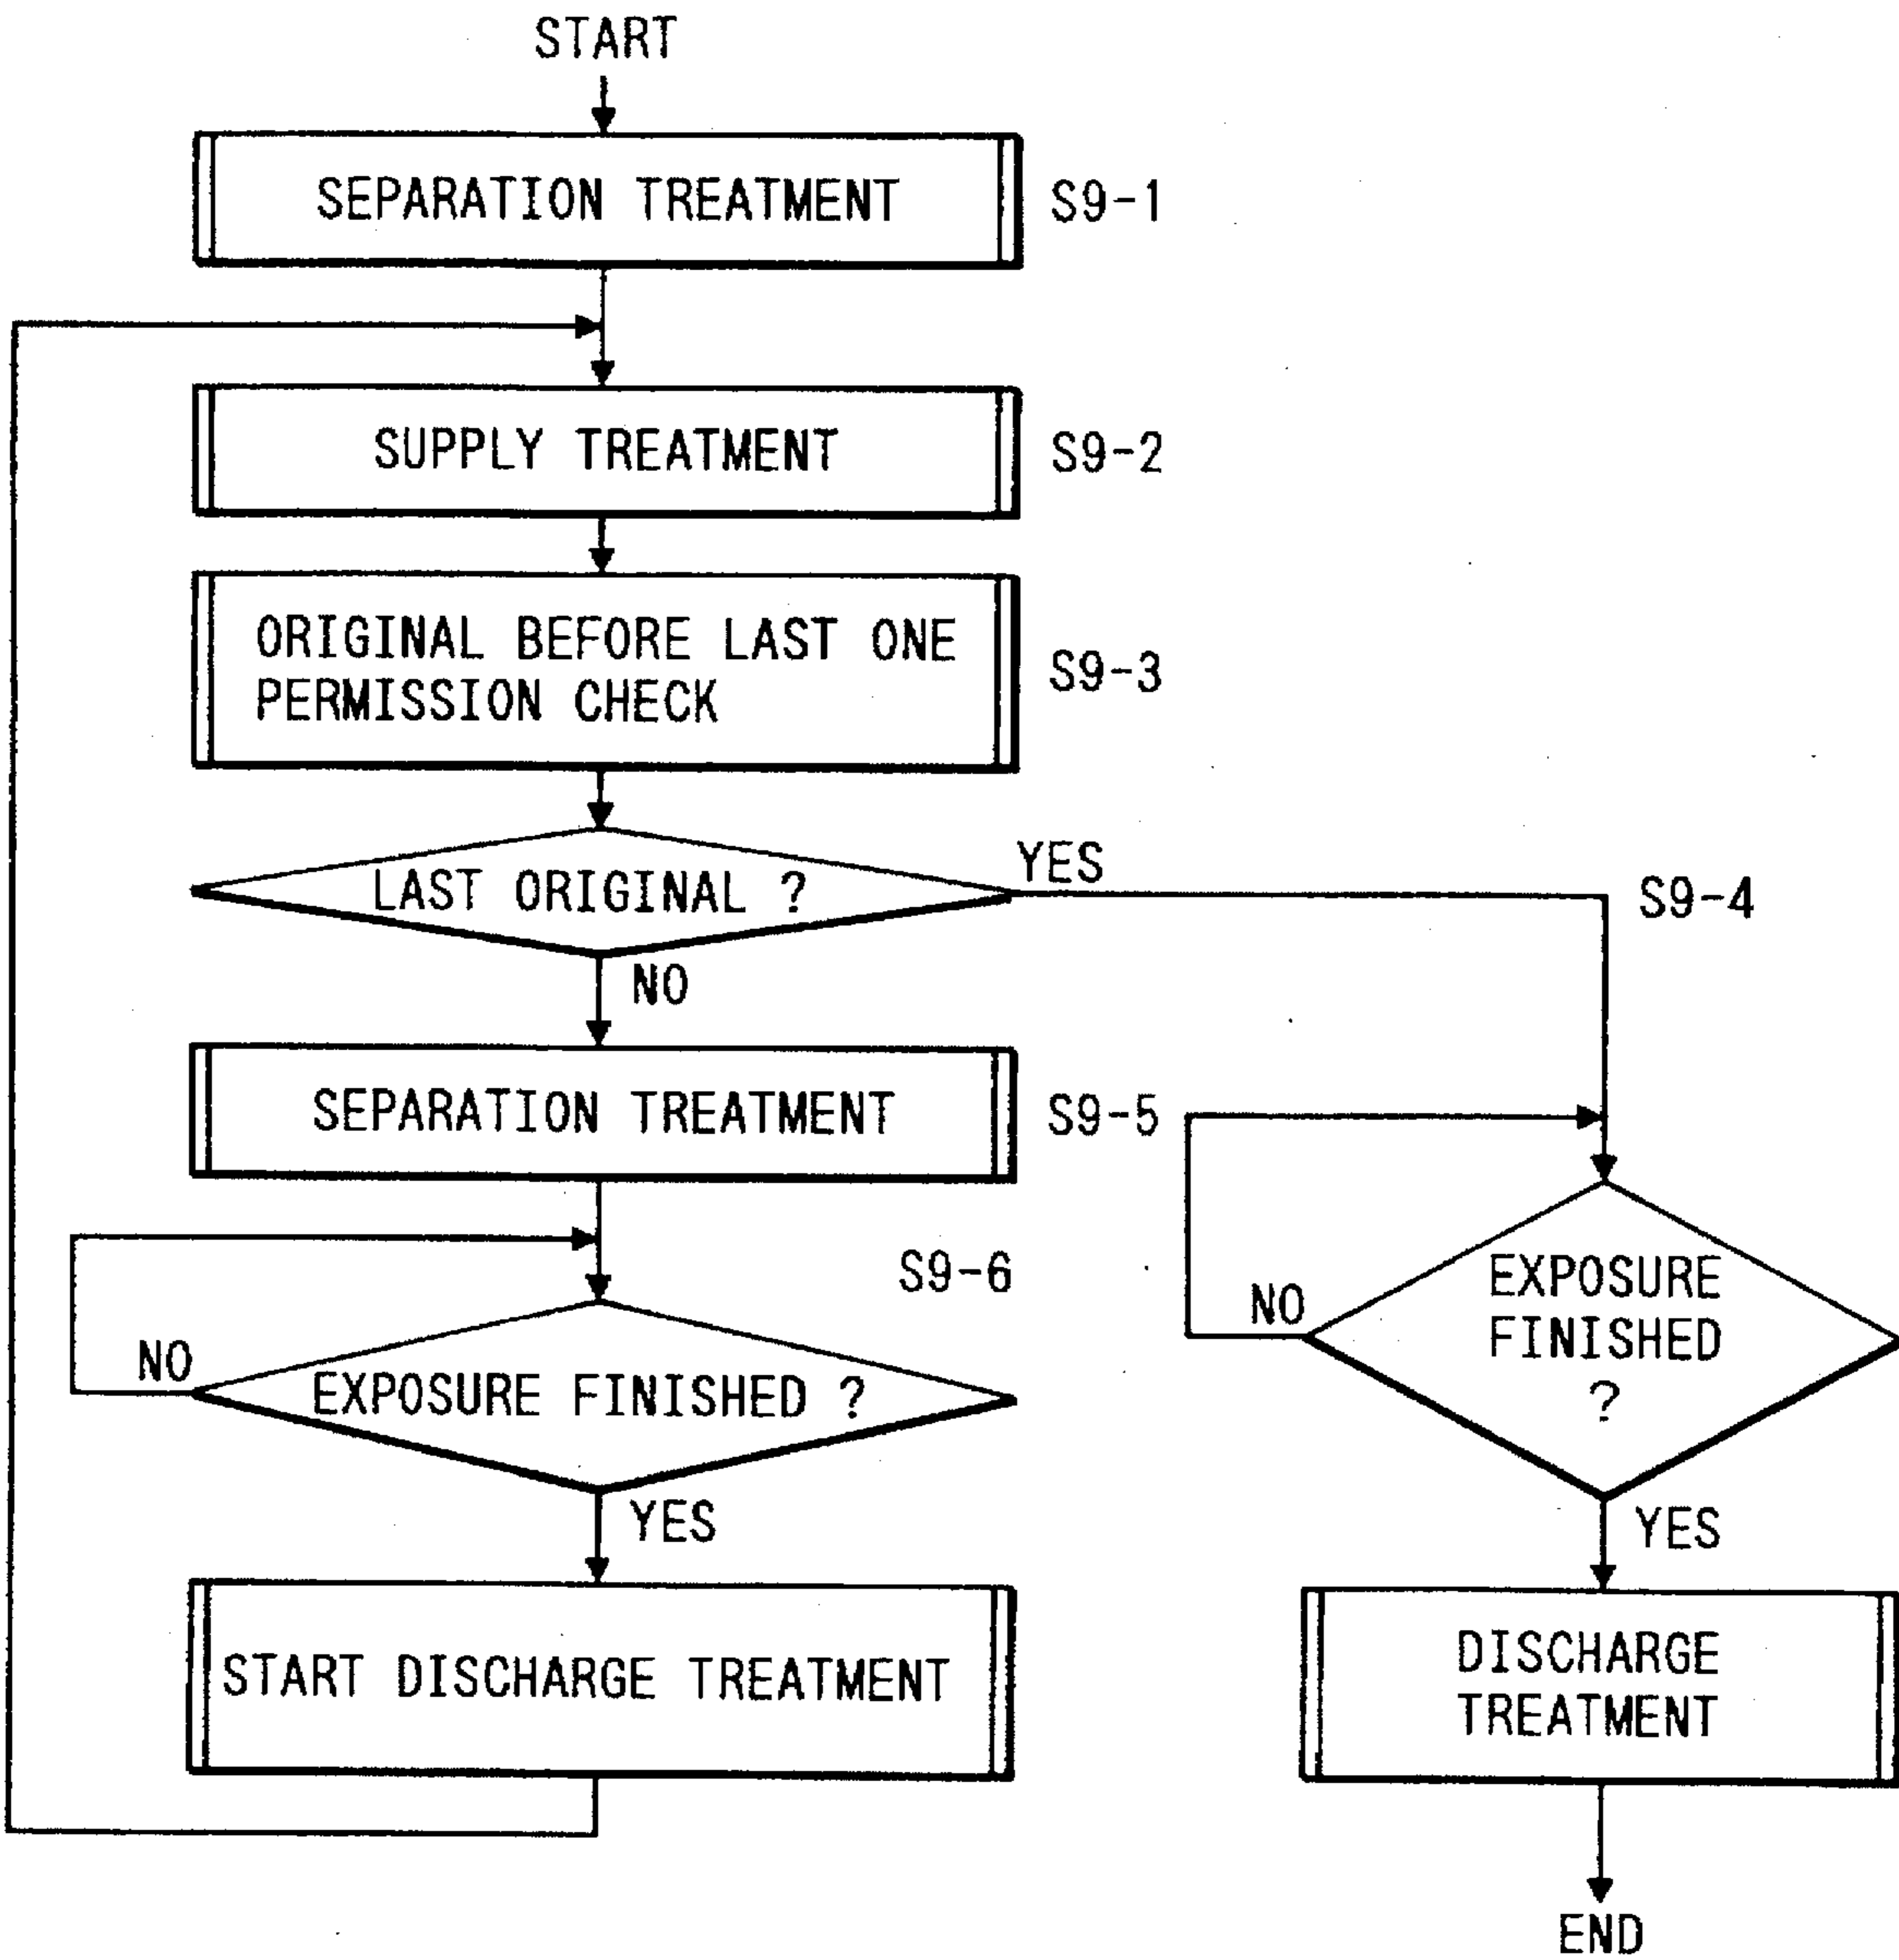 START
SEPARATION TREATMENT
S9-1
SUPPLY TREATMENT
S9-2
ORIGINAL BEFORE LAST ONE
PERMISSION CHECK
S9-3
LAST ORIGINAL ?
YES
S9-4
NO
SEPARATION TREATMENT
S9-5
S9-6
NO
EXPOSURE FINISHED ?
YES
START DISCHARGE TREATMENT
EXPOSURE
FINISHED
?
NO
YES
DISCHARGE
TREATMENT
END